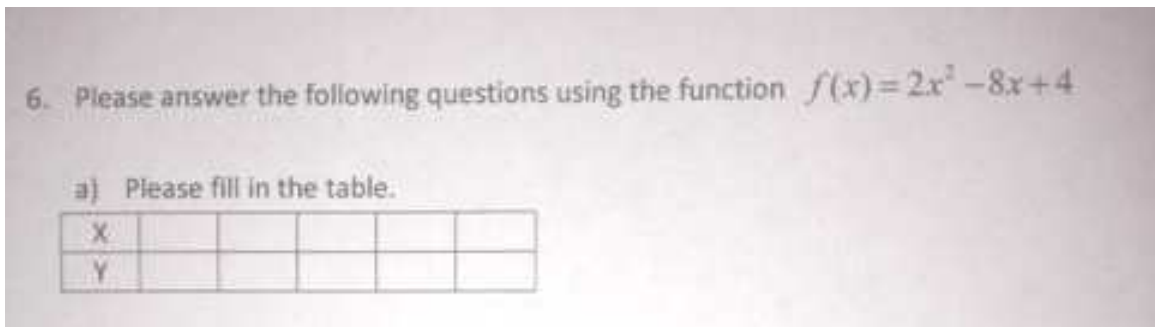 6. Please answer the following questions using the function f(x) = 2x² - 8x + 4
a) Please fill in the table.
X
Y